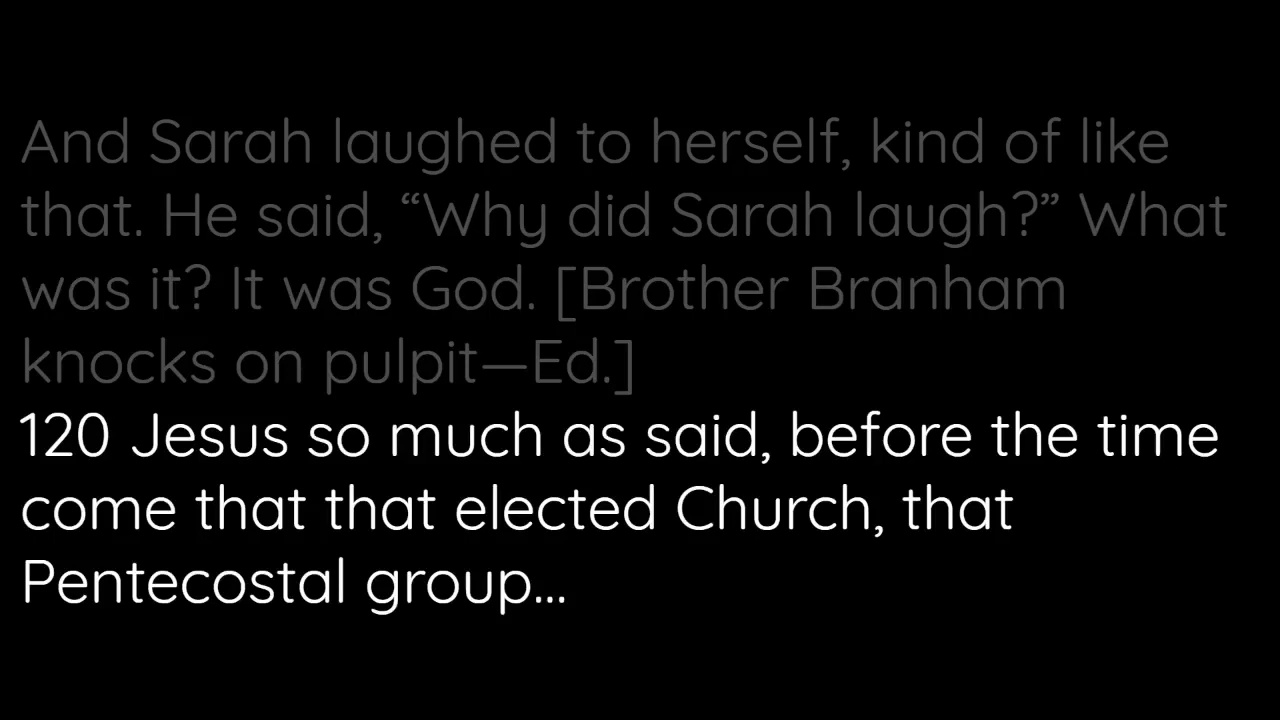 And Sarah laughed to herself, kind of like
that. He said, “Why did Sarah laugh?” What
was it? It was God. [Brother Branham
knocks on pulpit—Ed.]
120 Jesus so much as said, before the time
come that that elected Church, that
Pentecostal group...